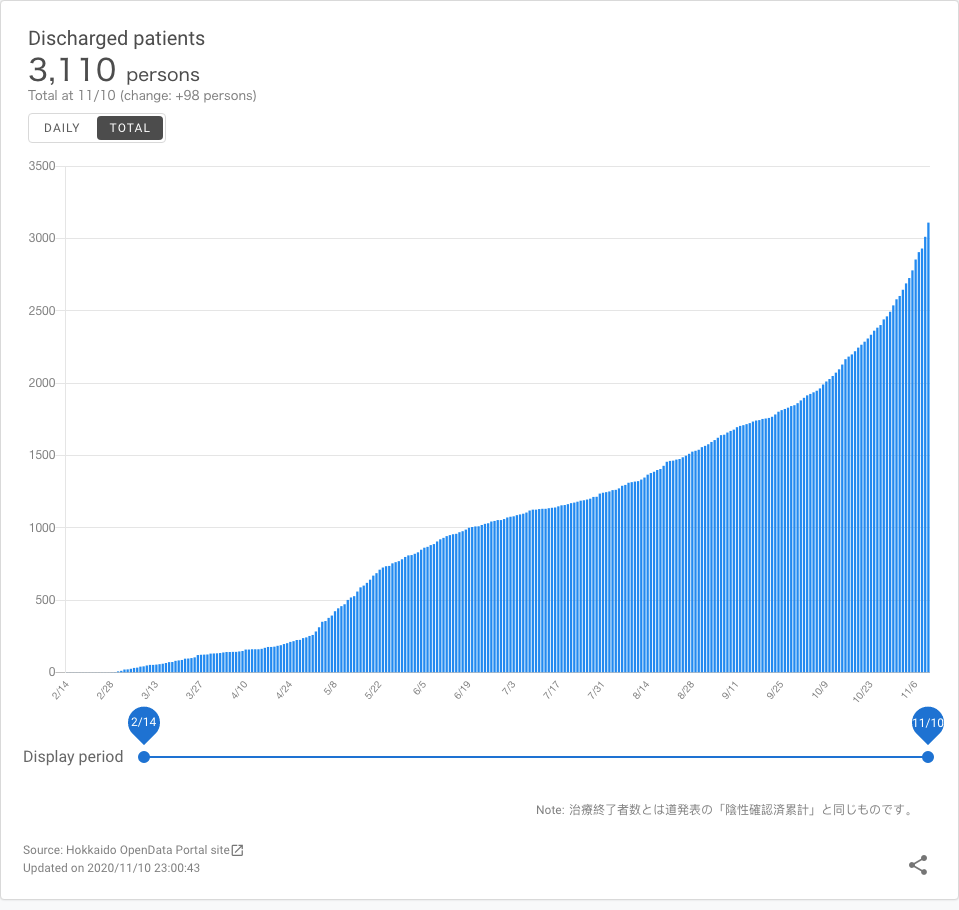 Discharged patients
3,110 persons
Total at 11/10 (change: +98 persons)
DAILY TOTAL
3500
3000
2500
2000
1500
1000
500
0
2/14 2/28 3/13 3/27 4/10 4/24 5/8 5/22 6/5 6/19 7/3 7/17 7/31 8/14 8/28 9/11 9/25 10/9 10/23 11/6
2/14 11/10
Display period
Note: 治療終了者数とは道発表の「陰性確認済累計」と同じものです。
Source: Hokkaido OpenData Portal site
Updated on 2020/11/10 23:00:43